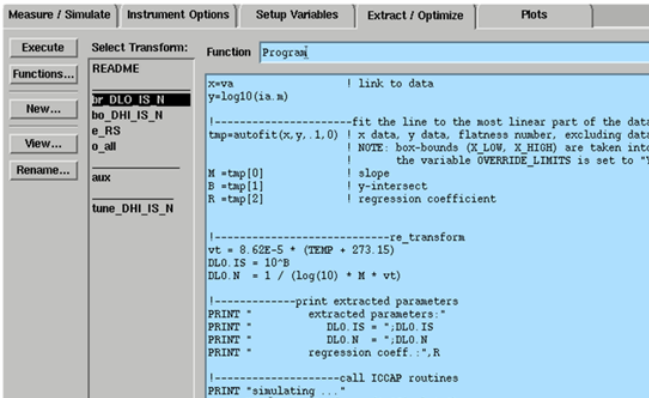 Measure / Simulate Instrument Options Setup Variables Extract / Optimize Plots
Execute
Functions...
New...
View...
Rename...
Select Transform:
README
br_DLO_IS_N
bo_DHI_IS_N
e_RS
o_all
aux
tune_DHI_IS_N
Function Program
x=va ! link to data
y=log10(ia.m)
!--------------------fit the line to the most linear part of the data
tmp=autofit(x,y,.1,0) ! x data, y data, flatness number, excluding data
! NOTE: box-bounds (X_LOW, X_HIGH) are taken into
! the variable OVERRIDE_LIMITS is set to "Y
M =tmp[0] ! slope
B =tmp[1] ! y-intersect
R =tmp[2] ! regression coefficient
!--------------------------re_transform
vt = 8.62E-5 * (TEMP + 273.15)
DLO.IS = 10^B
DLO.N = 1 / (log(10) * M * vt)
!------------print extracted parameters
PRINT " extracted parameters:"
PRINT " DLO.IS = ";DLO.IS
PRINT " DLO.N = ";DLO.N
PRINT " regression coeff.:",R
!-------------------call ICCAP routines
PRINT "simulating ..."